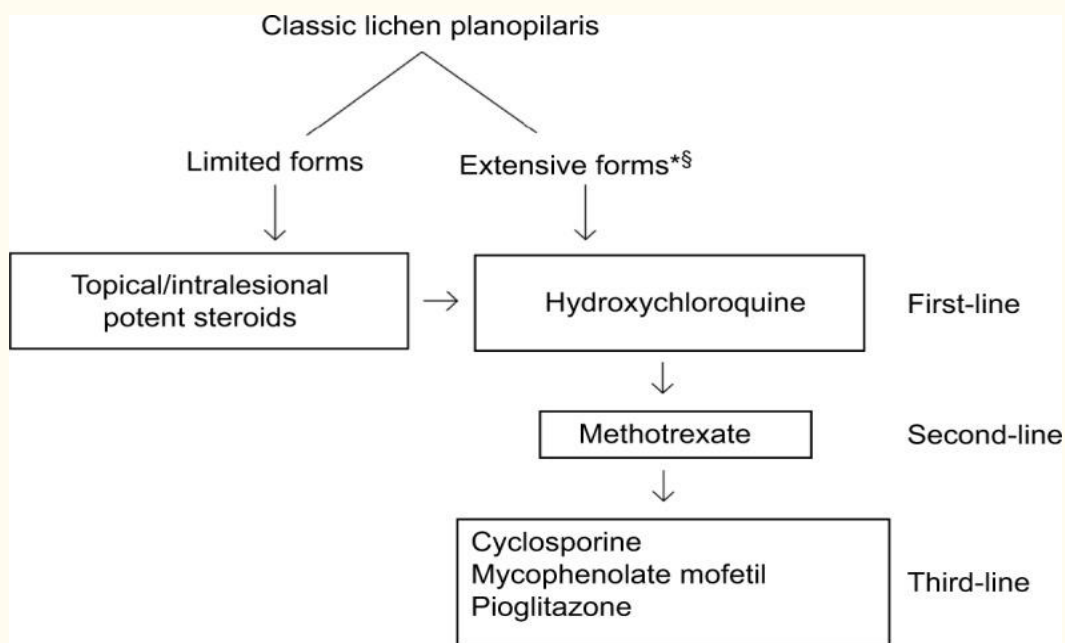 Classic lichen planopilaris
Limited forms
Extensive forms*§
Topical/intralesional
potent steroids
Hydroxychloroquine
First-line
Methotrexate
Second-line
Cyclosporine
Mycophenolate mofetil
Pioglitazone
Third-line